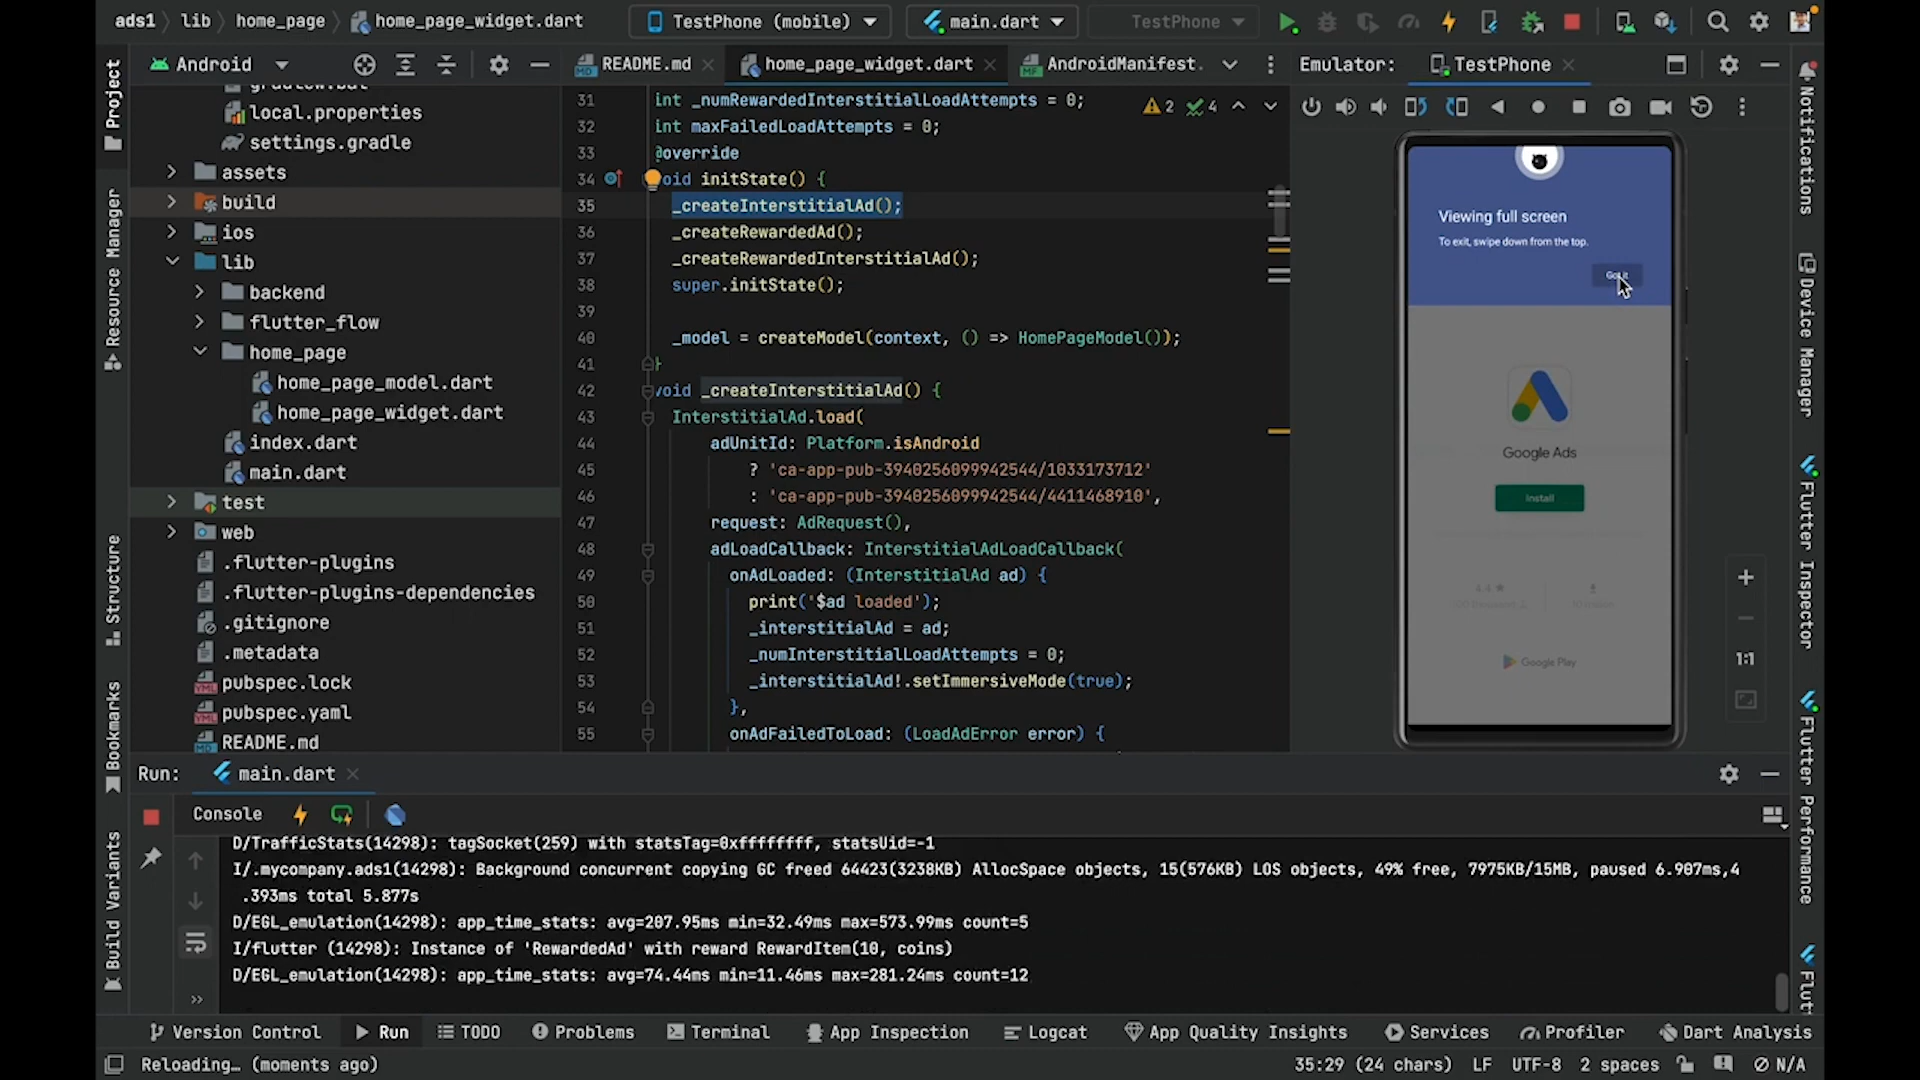 ads1 lib home_page home_page_widget.dart TestPhone (mobile) main.dart TestPhone
Project
Resource Manager
Structure
Bookmarks
Build Variants
Android
local.properties
settings.gradle
assets
build
ios
lib
backend
flutter_flow
home_page
home_page_model.dart
home_page_widget.dart
index.dart
main.dart
test
web
.flutter-plugins
.flutter-plugins-dependencies
.gitignore
.metadata
pubspec.lock
pubspec.yaml
README.md
README.md home_page_widget.dart AndroidManifest.
2 4
31 int _numRewardedInterstitialLoadAttempts = 0;
32 int maxFailedLoadAttempts = 0;
33 @override
34 void initState() {
35 _createInterstitialAd();
36 _createRewardedAd();
37 _createRewardedInterstitialAd();
38 super.initState();
39
40 _model = createModel(context, () => HomePageModel());
41 }
42 void _createInterstitialAd() {
43 InterstitialAd.load(
44 adUnitId: Platform.isAndroid
45 ? 'ca-app-pub-3940256099942544/1033173712'
46 : 'ca-app-pub-3940256099942544/4411468910',
47 request: AdRequest(),
48 adLoadCallback: InterstitialAdLoadCallback(
49 onAdLoaded: (InterstitialAd ad) {
50 print('$ad loaded');
51 _interstitialAd = ad;
52 _numInterstitialLoadAttempts = 0;
53 _interstitialAd!.setImmersiveMode(true);
54 },
55 onAdFailedToLoad: (LoadAdError error) {
Emulator: TestPhone
Viewing full screen
To exit, swipe down from the top.
Got it
Google Ads
Install
4.4 ★
Google Play
1:1
Notifications
Device Manager
Flutter Inspector
Flutter Performance
Flutt
Run: main.dart
Console
D/TrafficStats(14298): tagSocket(259) with statsTag=0xffffffff, statsUid=-1
I/.mycompany.ads1(14298): Background concurrent copying GC freed 64423(3238KB) AllocSpace objects, 15(576KB) LOS objects, 49% free, 7975KB/15MB, paused 6.907ms,4
.393ms total 5.877s
D/EGL_emulation(14298): app_time_stats: avg=207.95ms min=32.49ms max=573.99ms count=5
I/flutter (14298): Instance of 'RewardedAd' with reward RewardItem(10, coins)
D/EGL_emulation(14298): app_time_stats: avg=74.44ms min=11.46ms max=281.24ms count=12
Version Control Run TODO Problems Terminal App Inspection Logcat App Quality Insights Services Profiler Dart Analysis
Reloading… (moments ago) 35:29 (24 chars) LF UTF-8 2 spaces N/A